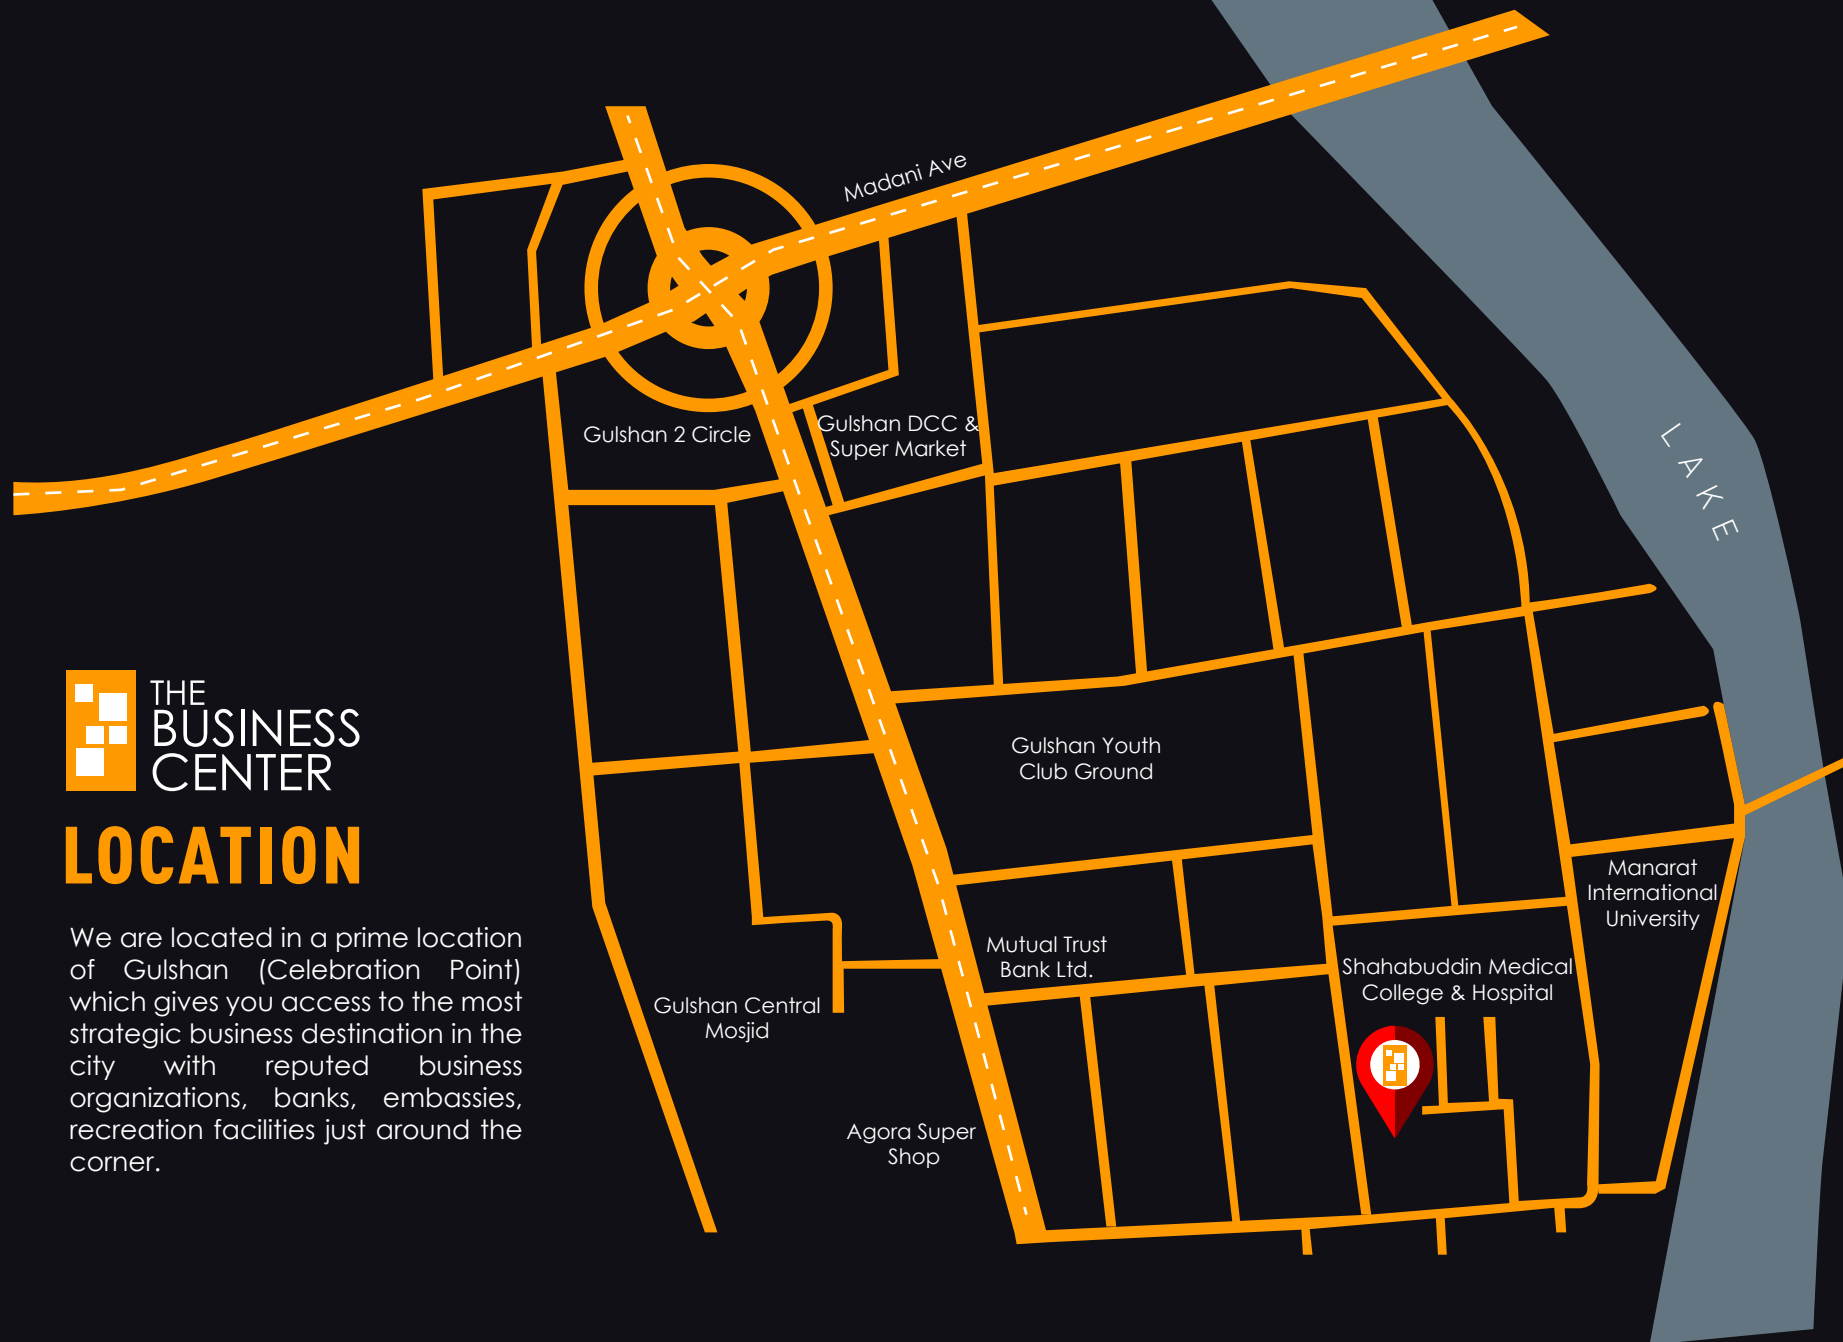 Madani Ave
Gulshan 2 Circle
Gulshan DCC &
Super Market
LAKE
THE
BUSINESS
CENTER
LOCATION
We are located in a prime location
of Gulshan (Celebration Point)
which gives you access to the most
strategic business destination in the
city with reputed business
organizations, banks, embassies,
recreation facilities just around the
corner.
Gulshan Youth
Club Ground
Manarat
International
University
Mutual Trust
Bank Ltd.
Shahabuddin Medical
College & Hospital
Gulshan Central
Mosjid
Agora Super
Shop